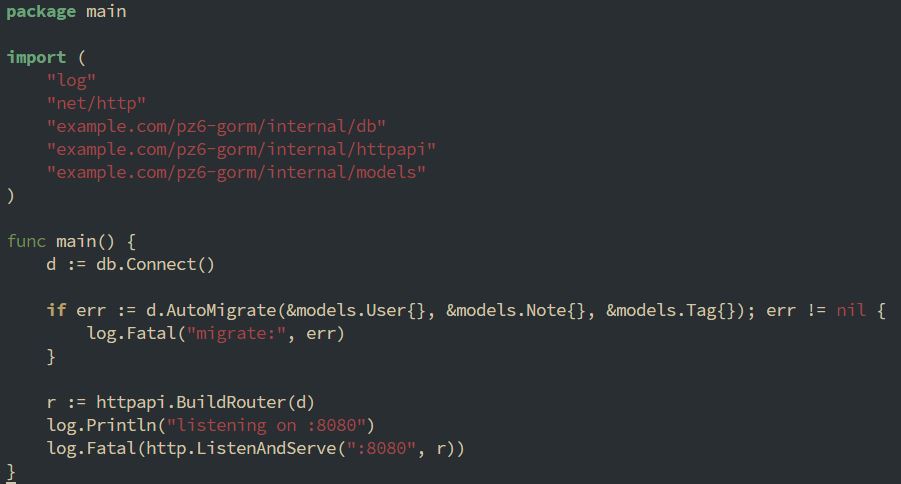 package main

import (
    "log"
    "net/http"
    "example.com/pz6-gorm/internal/db"
    "example.com/pz6-gorm/internal/httpapi"
    "example.com/pz6-gorm/internal/models"
)

func main() {
    d := db.Connect()

    if err := d.AutoMigrate(&models.User{}, &models.Note{}, &models.Tag{}); err != nil {
        log.Fatal("migrate:", err)
    }

    r := httpapi.BuildRouter(d)
    log.Println("listening on :8080")
    log.Fatal(http.ListenAndServe(":8080", r))
}